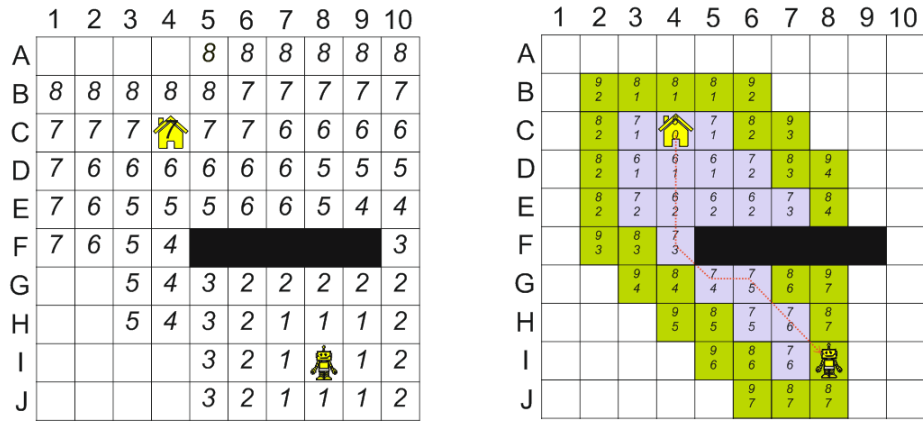 1 2 3 4 5 6 7 8 9 10
A 8 8 8 8 8 8
B 8 8 8 8 8 7 7 7 7 7
C 7 7 7 7 7 7 6 6 6 6
D 7 6 6 6 6 6 6 5 5 5
E 7 6 5 5 5 6 6 5 4 4
F 7 6 5 4 3
G 5 4 3 2 2 2 2 2
H 5 4 3 2 1 1 1 2
I 3 2 1 1 2
J 3 2 1 1 1 2
1 2 3 4 5 6 7 8 9 10
A
B 9 8 8 8 9
2 1 1 1 2
C 8 7 7 8 9
2 1 1 2 3
D 8 6 6 6 7 8 9
2 1 1 1 2 3 4
E 8 7 6 6 6 7 8
2 2 2 2 2 3 4
F 9 8 7
3 3 3
G 9 8 7 7 8 9
4 4 4 5 6 7
H 9 8 7 7 8
5 5 5 6 7
I 9 8 7
6 6 6
J 9 8 8
7 7 7